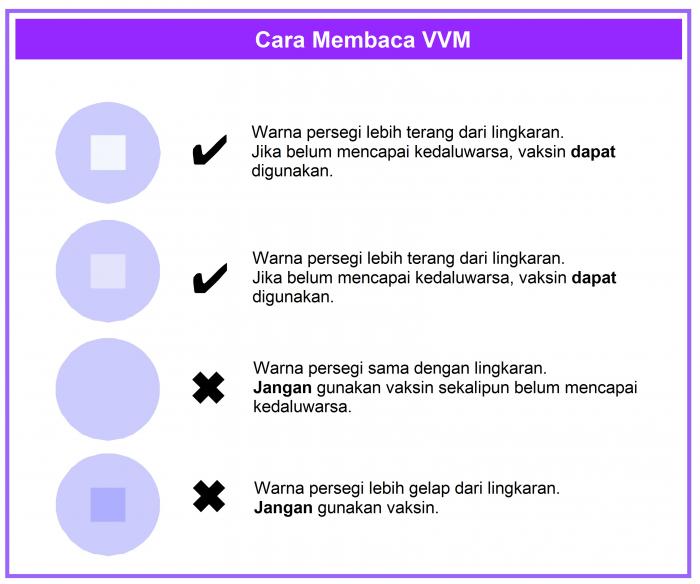 Cara Membaca VVM
Warna persegi lebih terang dari lingkaran.
Jika belum mencapai kedaluwarsa, vaksin dapat
digunakan.
Warna persegi lebih terang dari lingkaran.
Jika belum mencapai kedaluwarsa, vaksin dapat
digunakan.
Warna persegi sama dengan lingkaran.
Jangan gunakan vaksin sekalipun belum mencapai
kedaluwarsa.
Warna persegi lebih gelap dari lingkaran.
Jangan gunakan vaksin.